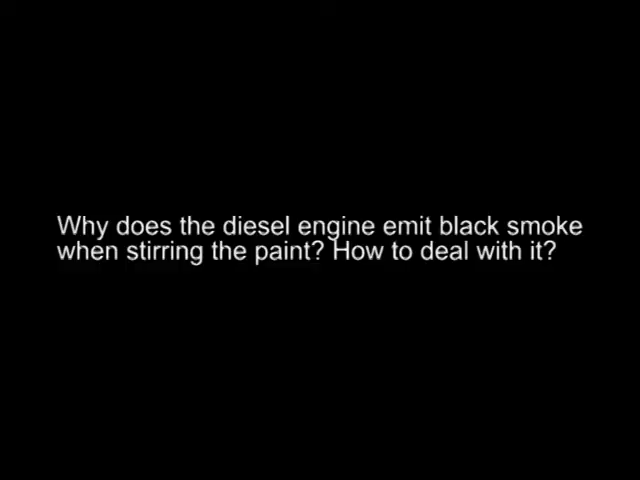 Why does the diesel engine emit black smoke
when stirring the paint? How to deal with it?